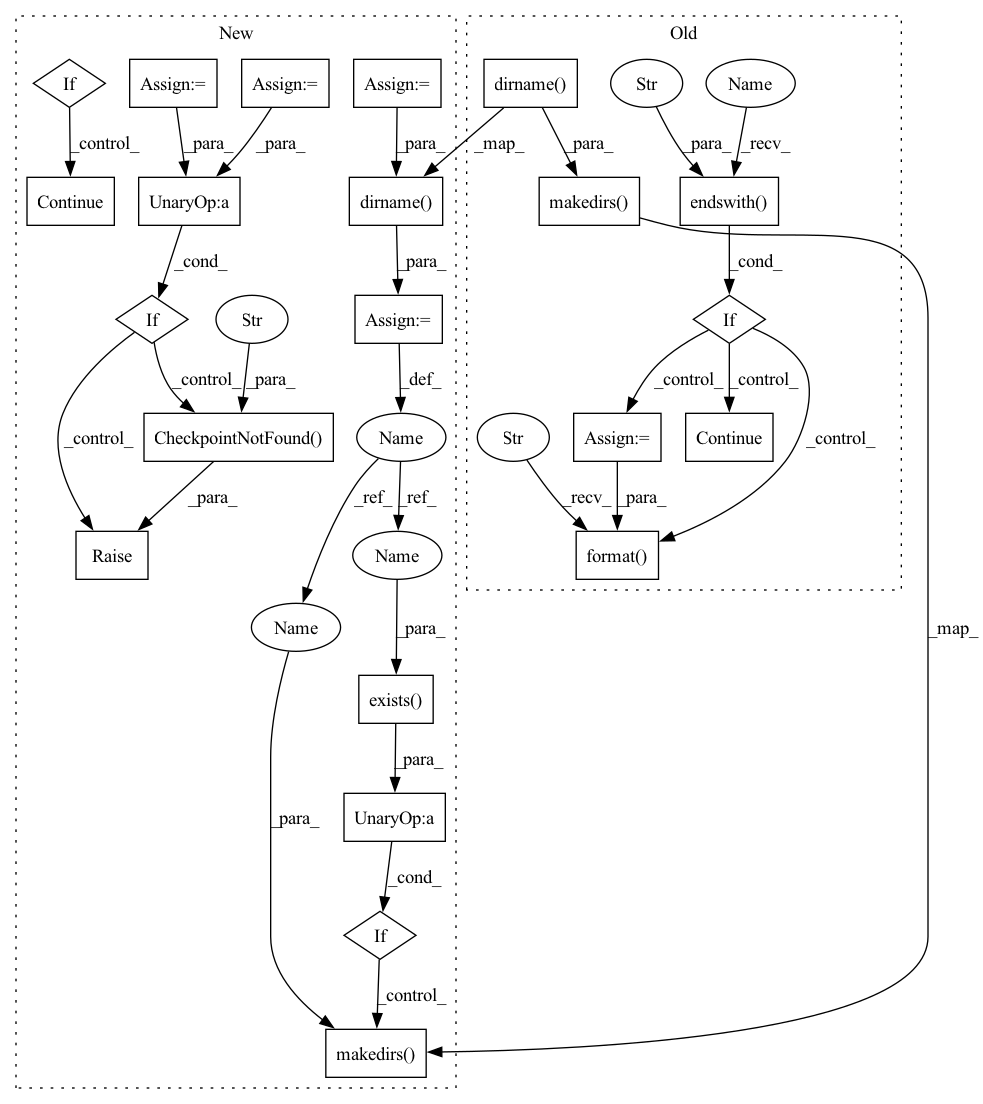 New
Old
If
Assign:=
Assign:=
Assign:=
dirname()
Str
Name
_control_
_para_
_para_
_para_
_map_
_para_
_para_
_recv_
Continue
UnaryOp:a
dirname()
makedirs()
endswith()
_cond_
_para_
_cond_
If
Str
Assign:=
If
_control_
_para_
_def_
_control_
_control_
_control_
CheckpointNotFound()
Name
Str
Assign:=
Continue
_control_
_para_
_ref_
_ref_
_recv_
_para_
Raise
Name
format()
Name
_para_
_map_
exists()
_para_
UnaryOp:a
_para_
_cond_
If
_control_
makedirs()